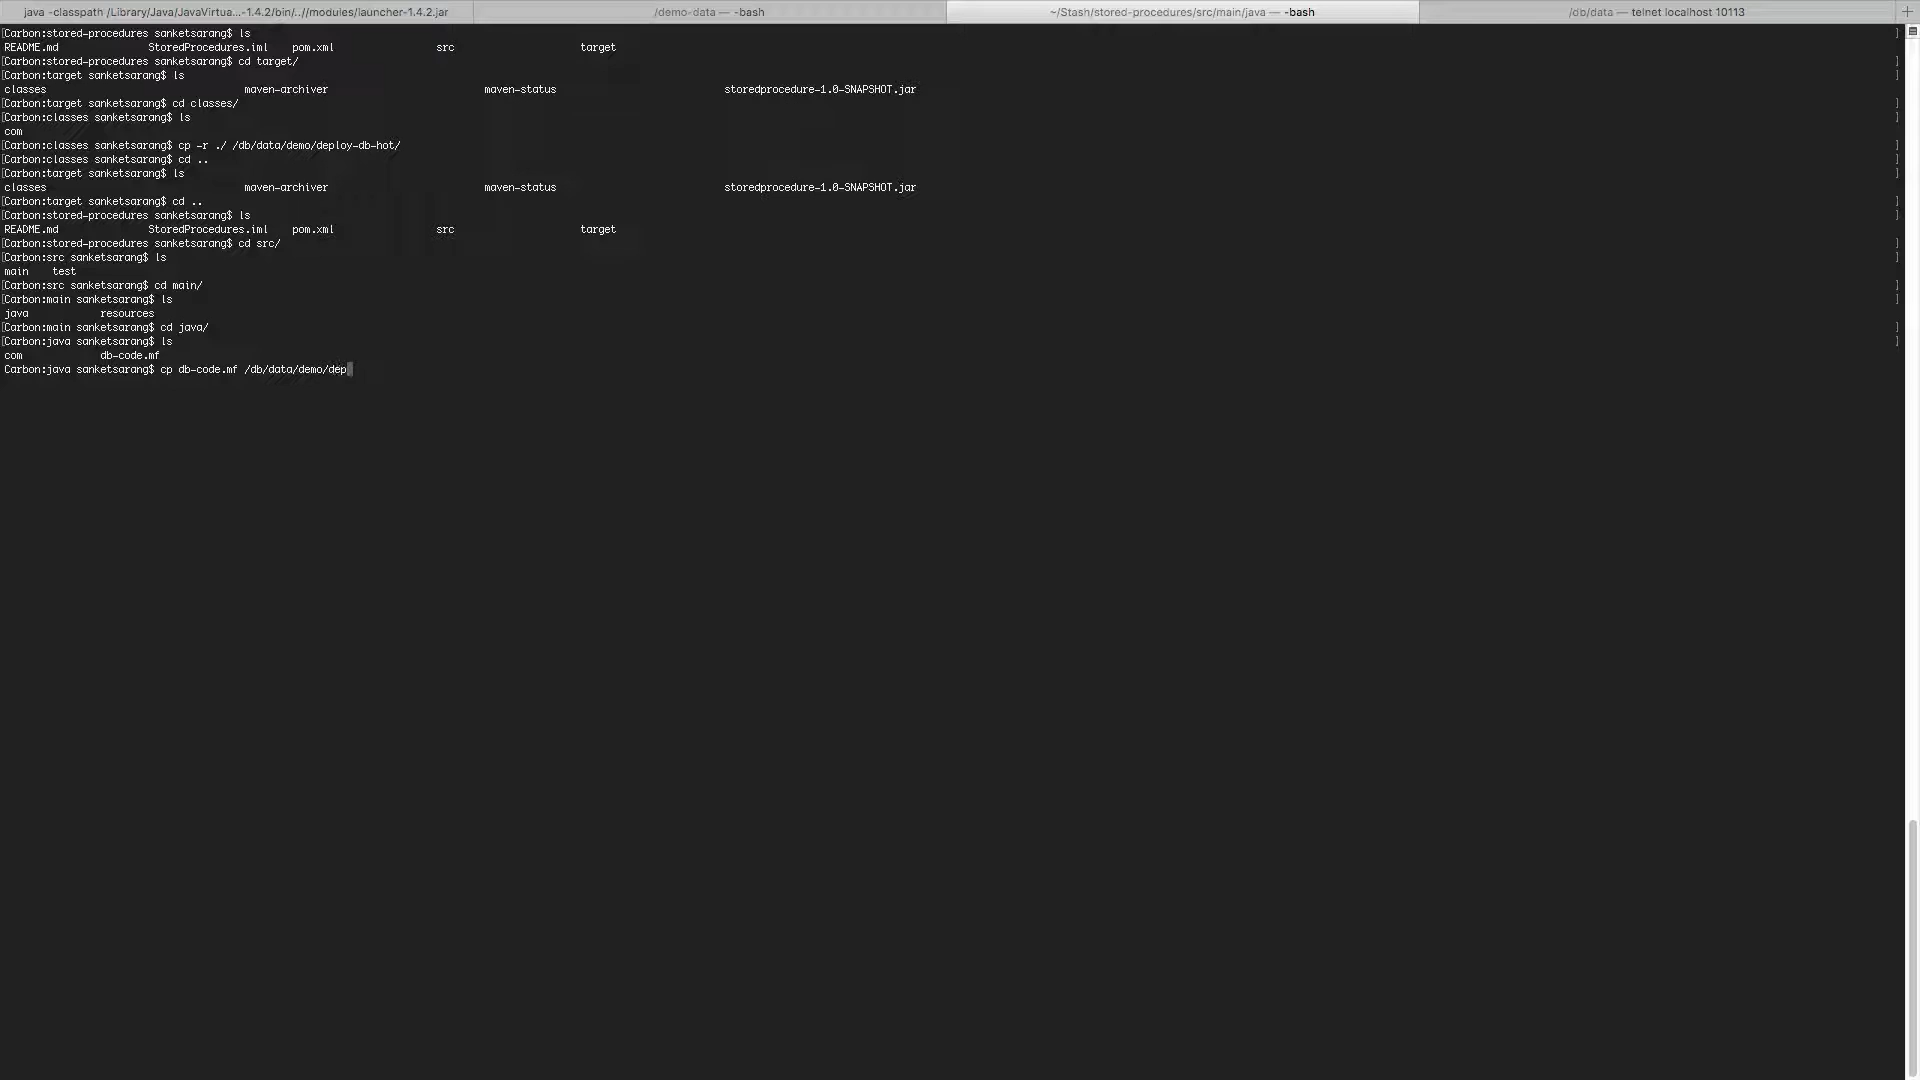 java -classpath /Library/Java/JavaVirtua...-1.4.2/bin/..//modules/launcher-1.4.2.jar
/demo-data — -bash
~/Stash/stored-procedures/src/main/java — -bash
/db/data — telnet localhost 10113
[Carbon:stored-procedures sanketsarang$ ls ]
README.md StoredProcedures.iml pom.xml src target
[Carbon:stored-procedures sanketsarang$ cd target/ ]
[Carbon:target sanketsarang$ ls ]
classes maven-archiver maven-status storedprocedure-1.0-SNAPSHOT.jar
[Carbon:target sanketsarang$ cd classes/ ]
[Carbon:classes sanketsarang$ ls ]
com
[Carbon:classes sanketsarang$ cp -r ./ /db/data/demo/deploy-db-hot/ ]
[Carbon:classes sanketsarang$ cd .. ]
[Carbon:target sanketsarang$ ls ]
classes maven-archiver maven-status storedprocedure-1.0-SNAPSHOT.jar
[Carbon:target sanketsarang$ cd .. ]
[Carbon:stored-procedures sanketsarang$ ls ]
README.md StoredProcedures.iml pom.xml src target
[Carbon:stored-procedures sanketsarang$ cd src/ ]
[Carbon:src sanketsarang$ ls ]
main test
[Carbon:src sanketsarang$ cd main/ ]
[Carbon:main sanketsarang$ ls ]
java resources
[Carbon:main sanketsarang$ cd java/ ]
[Carbon:java sanketsarang$ ls ]
com db-code.mf
Carbon:java sanketsarang$ cp db-code.mf /db/data/demo/dep